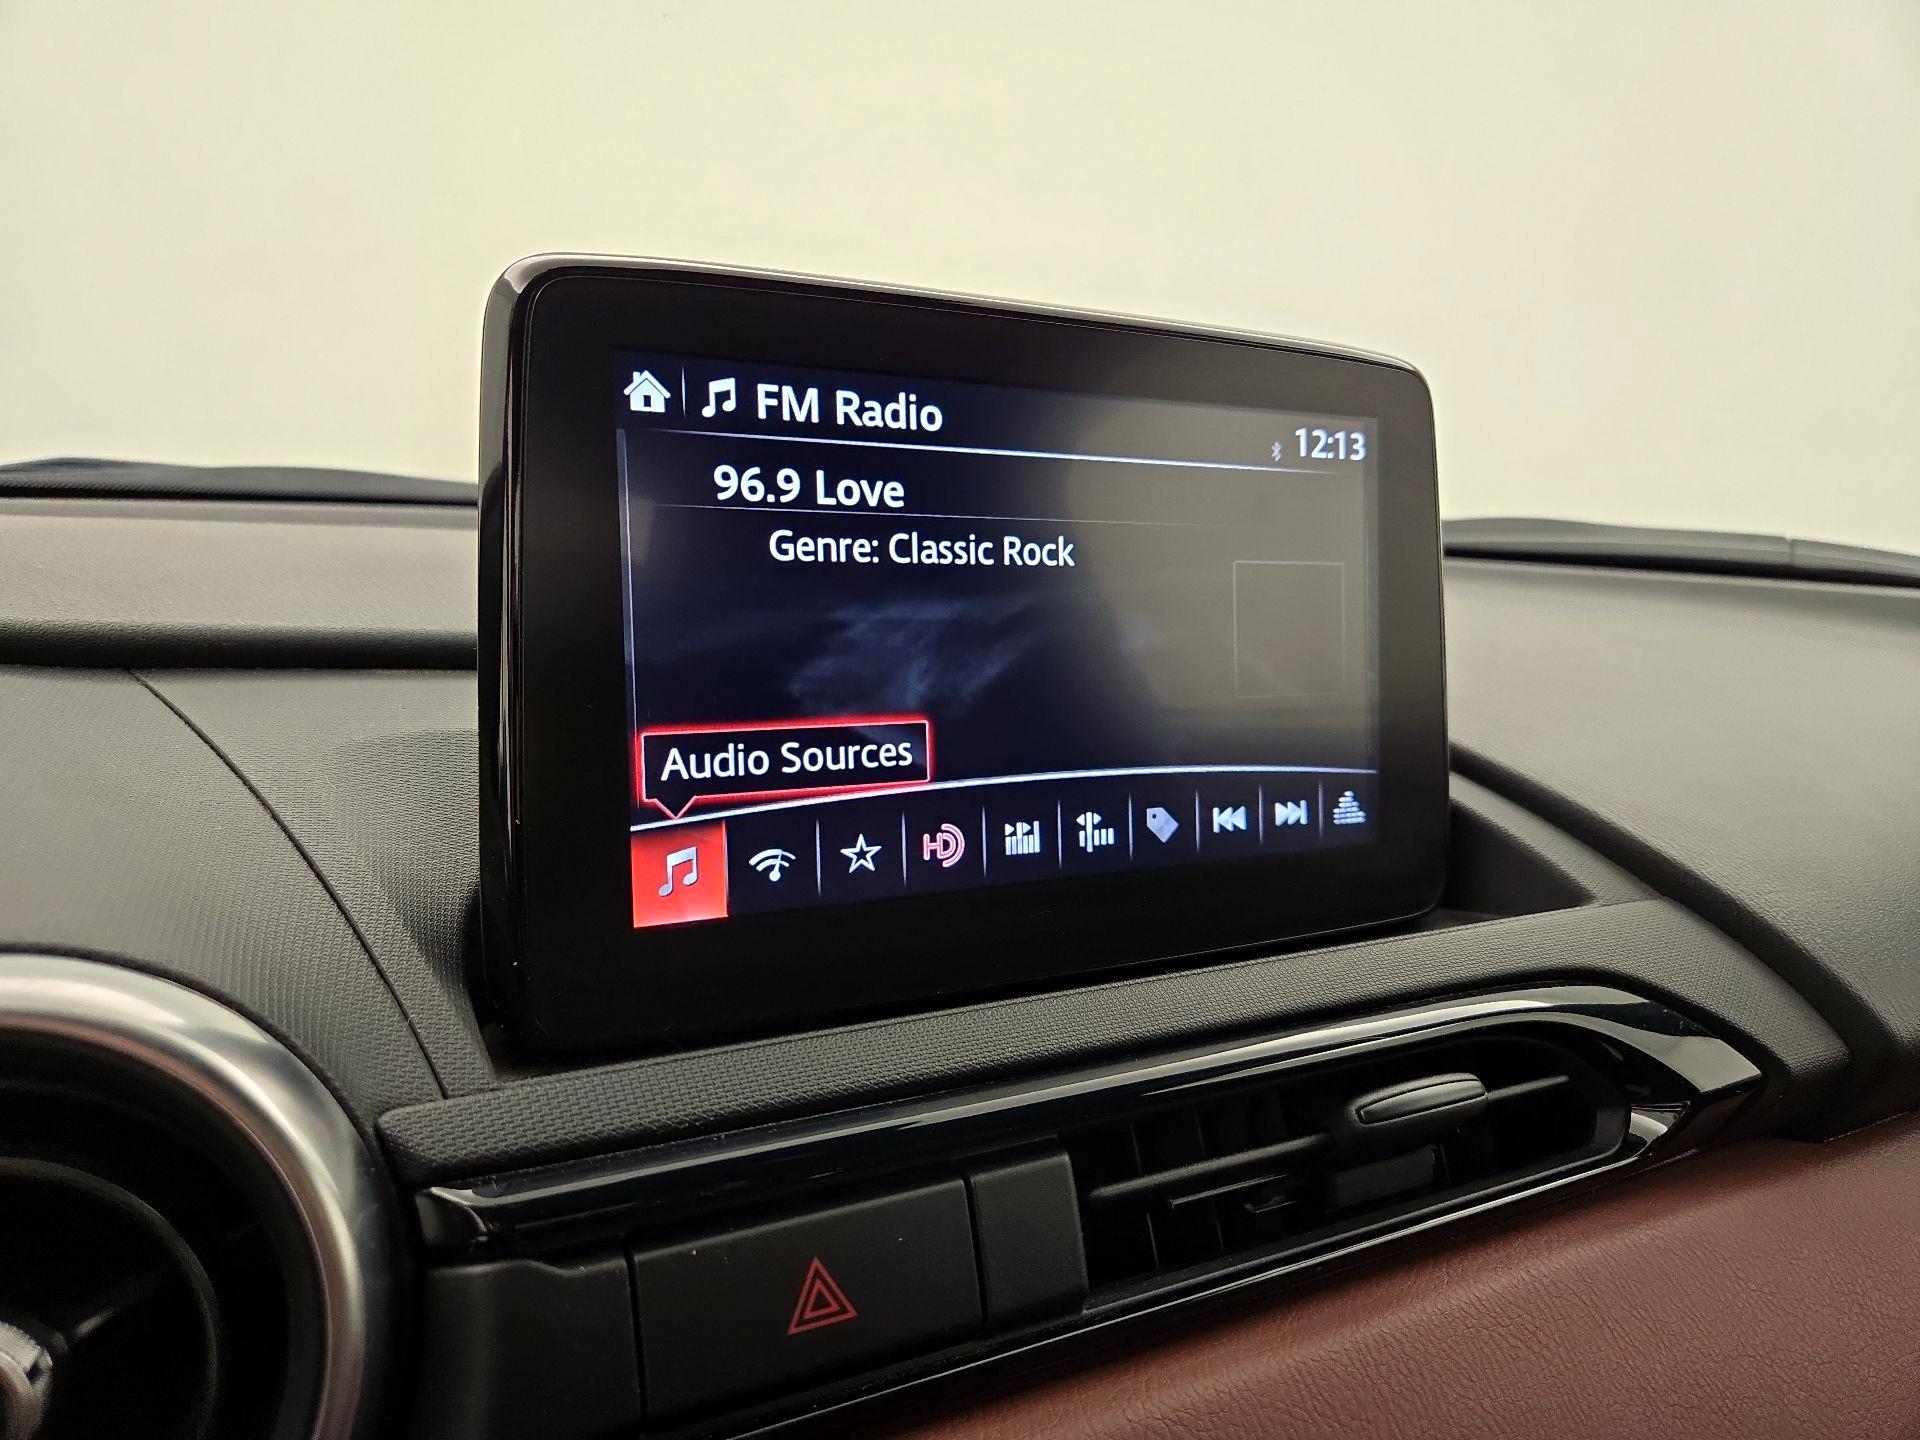 FM Radio
12:13
96.9 Love
Genre: Classic Rock
Audio Sources
HD